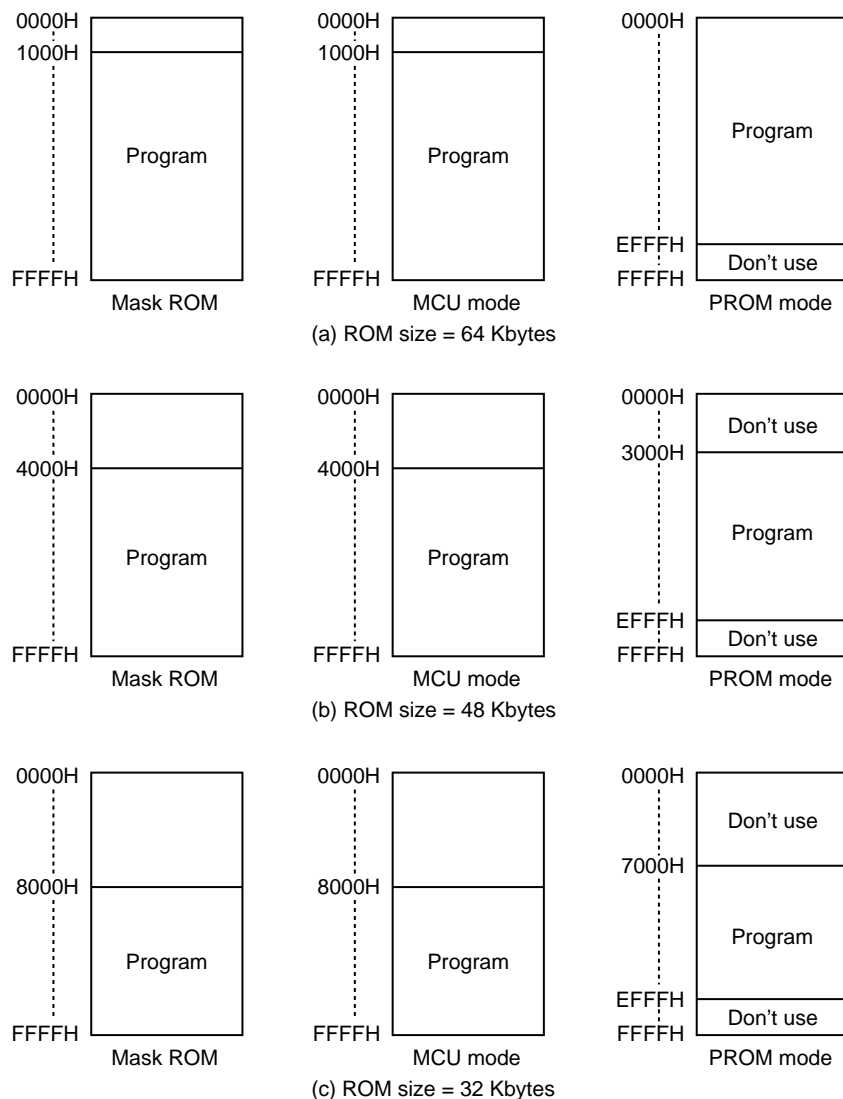 0000H
1000H
Program
FFFFH
Mask ROM
0000H
1000H
Program
FFFFH
MCU mode
0000H
Program
EFFFH
Don't use
FFFFH
PROM mode
(a) ROM size = 64 Kbytes
0000H
4000H
Program
FFFFH
Mask ROM
0000H
4000H
Program
FFFFH
MCU mode
0000H
Don't use
3000H
Program
EFFFH
Don't use
FFFFH
PROM mode
(b) ROM size = 48 Kbytes
0000H
8000H
Program
FFFFH
Mask ROM
0000H
8000H
Program
FFFFH
MCU mode
0000H
Don't use
7000H
Program
EFFFH
Don't use
FFFFH
PROM mode
(c) ROM size = 32 Kbytes